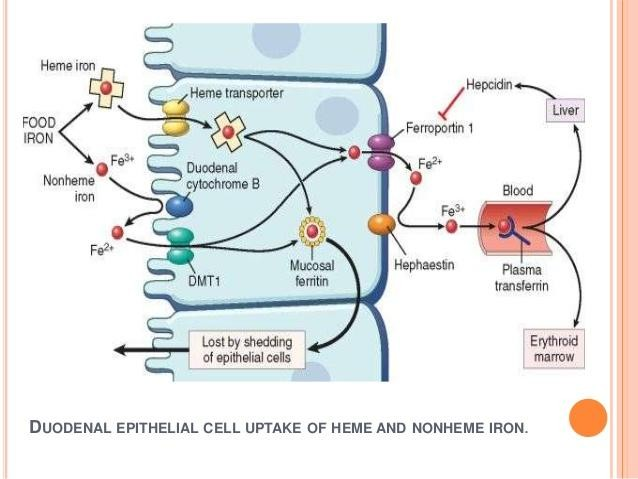 Heme iron
FOOD
IRON
Fe3+
Nonheme
iron
Fe2+
Heme transporter
Duodenal
cytochrome B
DMT1
Mucosal
ferritin
Lost by shedding
of epithelial cells
Hepcidin
Liver
Ferroportin 1
Fe2+
Hephaestin
Fe3+
Blood
Plasma
transferrin
Erythroid
marrow
DUODENAL EPITHELIAL CELL UPTAKE OF HEME AND NONHEME IRON.